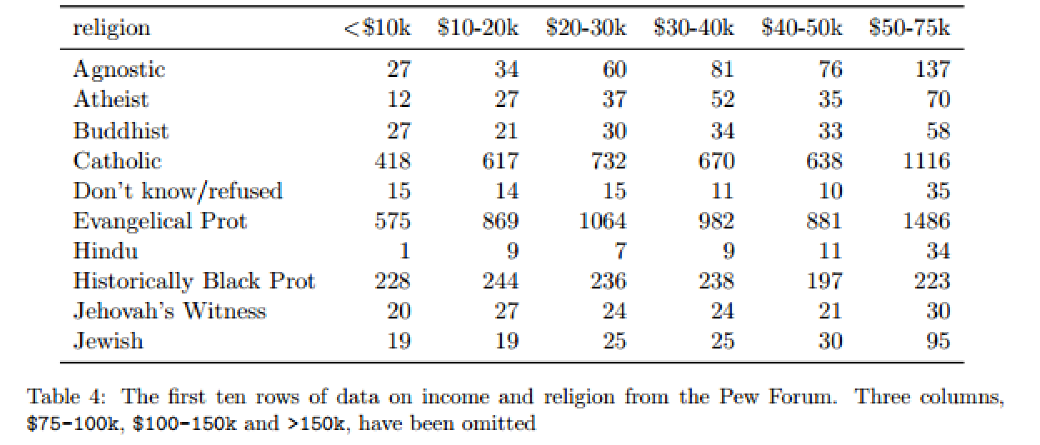 religion <$10k $10-20k $20-30k $30-40k $40-50k $50-75k
Agnostic 27 34 60 81 76 137
Atheist 12 27 37 52 35 70
Buddhist 27 21 30 34 33 58
Catholic 418 617 732 670 638 1116
Don't know/refused 15 14 15 11 10 35
Evangelical Prot 575 869 1064 982 881 1486
Hindu 1 9 7 9 11 34
Historically Black Prot 228 244 236 238 197 223
Jehovah's Witness 20 27 24 24 21 30
Jewish 19 19 25 25 30 95
Table 4: The first ten rows of data on income and religion from the Pew Forum. Three columns,
$75-100k, $100-150k and >150k, have been omitted